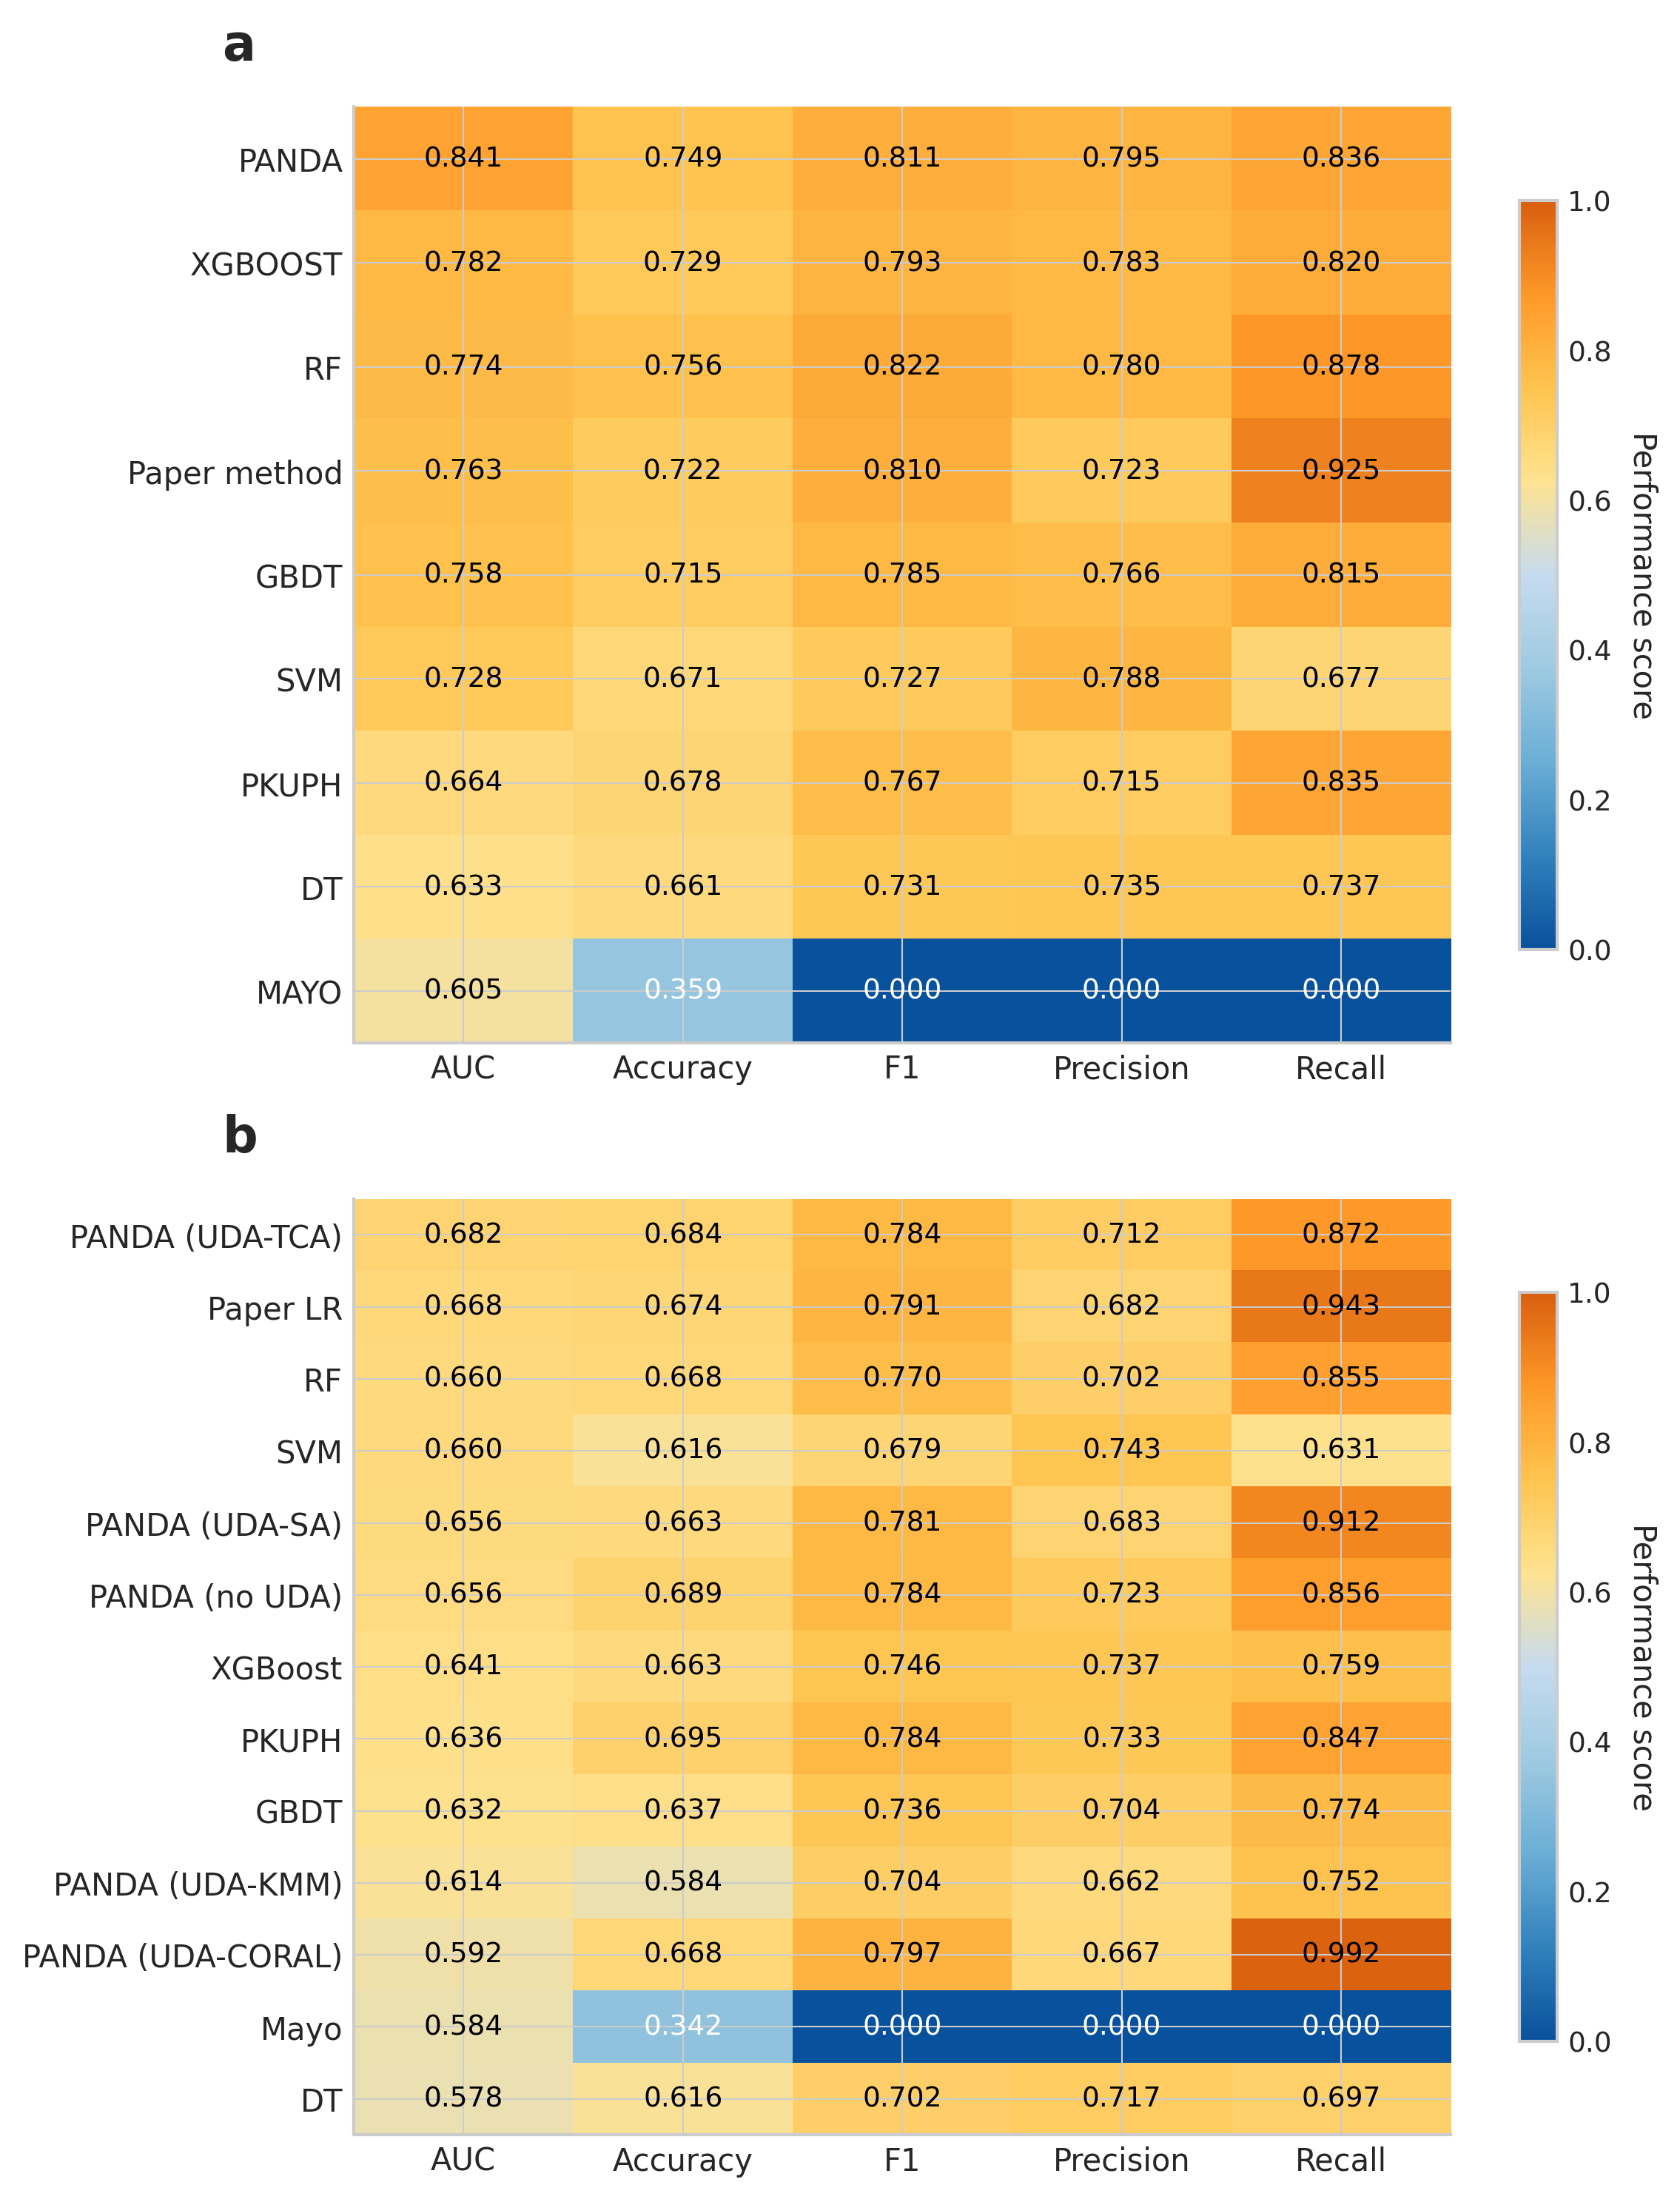 a
PANDA 0.841 0.749 0.811 0.795 0.836
XGBOOST 0.782 0.729 0.793 0.783 0.820
RF 0.774 0.756 0.822 0.780 0.878
Paper method 0.763 0.722 0.810 0.723 0.925
GBDT 0.758 0.715 0.785 0.766 0.815
SVM 0.728 0.671 0.727 0.788 0.677
PKUPH 0.664 0.678 0.767 0.715 0.835
DT 0.633 0.661 0.731 0.735 0.737
MAYO 0.605 0.359 0.000 0.000 0.000
AUC Accuracy F1 Precision Recall
1.0
0.8
0.6
0.4
0.2
0.0
Performance score
b
PANDA (UDA-TCA) 0.682 0.684 0.784 0.712 0.872
Paper LR 0.668 0.674 0.791 0.682 0.943
RF 0.660 0.668 0.770 0.702 0.855
SVM 0.660 0.616 0.679 0.743 0.631
PANDA (UDA-SA) 0.656 0.663 0.781 0.683 0.912
PANDA (no UDA) 0.656 0.689 0.784 0.723 0.856
XGBoost 0.641 0.663 0.746 0.737 0.759
PKUPH 0.636 0.695 0.784 0.733 0.847
GBDT 0.632 0.637 0.736 0.704 0.774
PANDA (UDA-KMM) 0.614 0.584 0.704 0.662 0.752
PANDA (UDA-CORAL) 0.592 0.668 0.797 0.667 0.992
Mayo 0.584 0.342 0.000 0.000 0.000
DT 0.578 0.616 0.702 0.717 0.697
AUC Accuracy F1 Precision Recall
1.0
0.8
0.6
0.4
0.2
0.0
Performance score